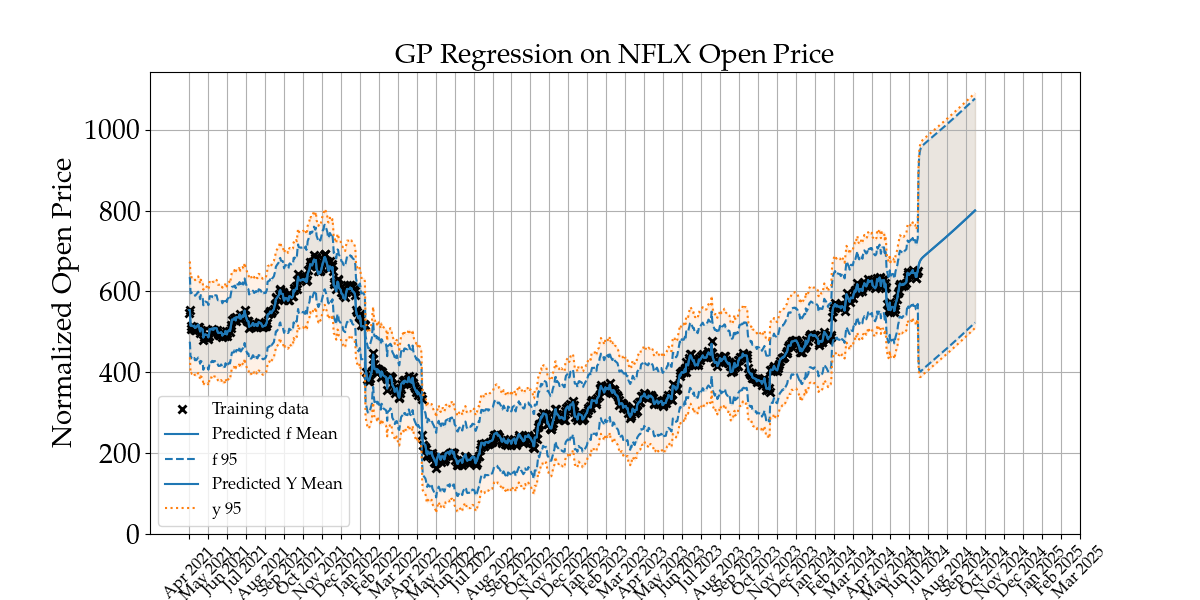 GP Regression on NFLX Open Price
Normalized Open Price
1000
800
600
400
200
0
Training data
Predicted f Mean
f 95
Predicted Y Mean
y 95
Apr 2021
May 2021
Jun 2021
Jul 2021
Aug 2021
Oct 2021
Nov 2021
Dec 2021
Jan 2022
Feb 2022
Mar 2022
Apr 2022
May 2022
Jun 2022
Jul 2022
Aug 2022
Sep 2022
Oct 2022
Nov 2022
Dec 2022
Jan 2023
Feb 2023
Mar 2023
Apr 2023
May 2023
Jun 2023
Jul 2023
Aug 2023
Sep 2023
Oct 2023
Nov 2023
Dec 2023
Jan 2024
Feb 2024
Mar 2024
Apr 2024
May 2024
Jun 2024
Jul 2024
Aug 2024
Sep 2024
Oct 2024
Nov 2024
Dec 2024
Jan 2025
Feb 2025
Mar 2025